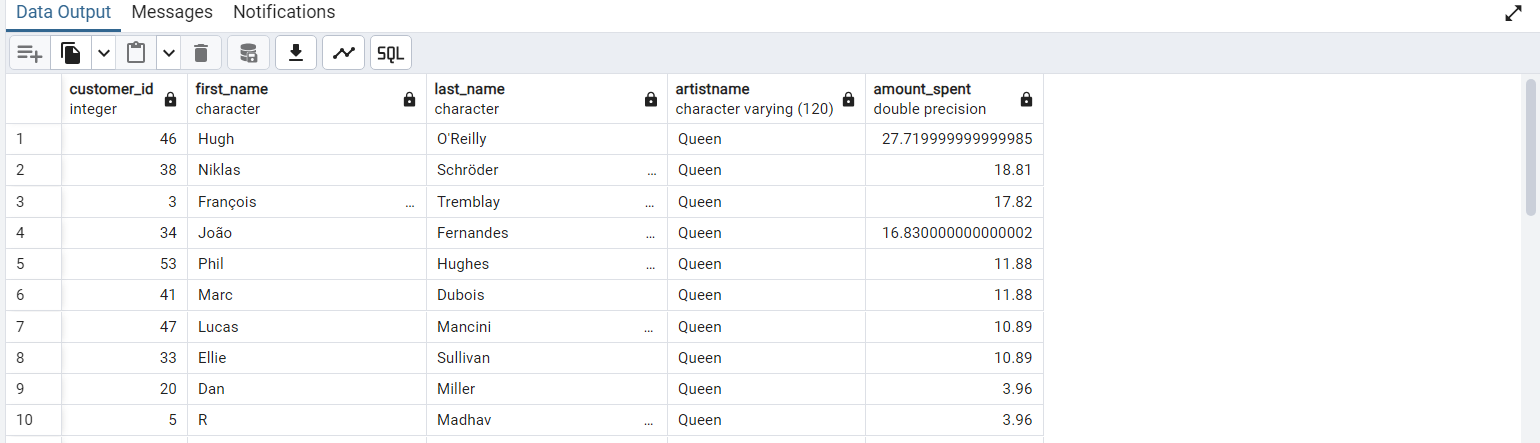 Data Output Messages Notifications
SQL
customer_id first_name last_name artistname amount_spent
integer character character character varying (120) double precision
1 46 Hugh O'Reilly Queen 27.719999999999985
2 38 Niklas Schröder ... Queen 18.81
3 3 François ... Tremblay ... Queen 17.82
4 34 João Fernandes ... Queen 16.830000000000002
5 53 Phil Hughes ... Queen 11.88
6 41 Marc Dubois Queen 11.88
7 47 Lucas Mancini ... Queen 10.89
8 33 Ellie Sullivan Queen 10.89
9 20 Dan Miller Queen 3.96
10 5 R Madhav ... Queen 3.96